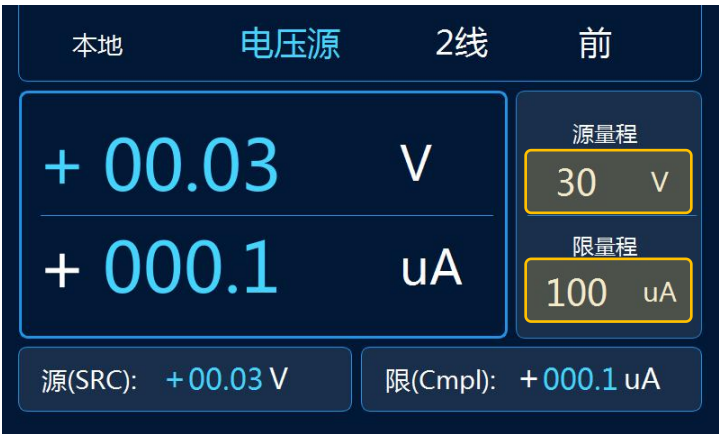 本地 电压源 2线 前
+ 00.03 V
源量程
30 V
+ 000.1 uA
限量程
100 uA
源(SRC): +00.03 V 限(Cmpl): +000.1 uA